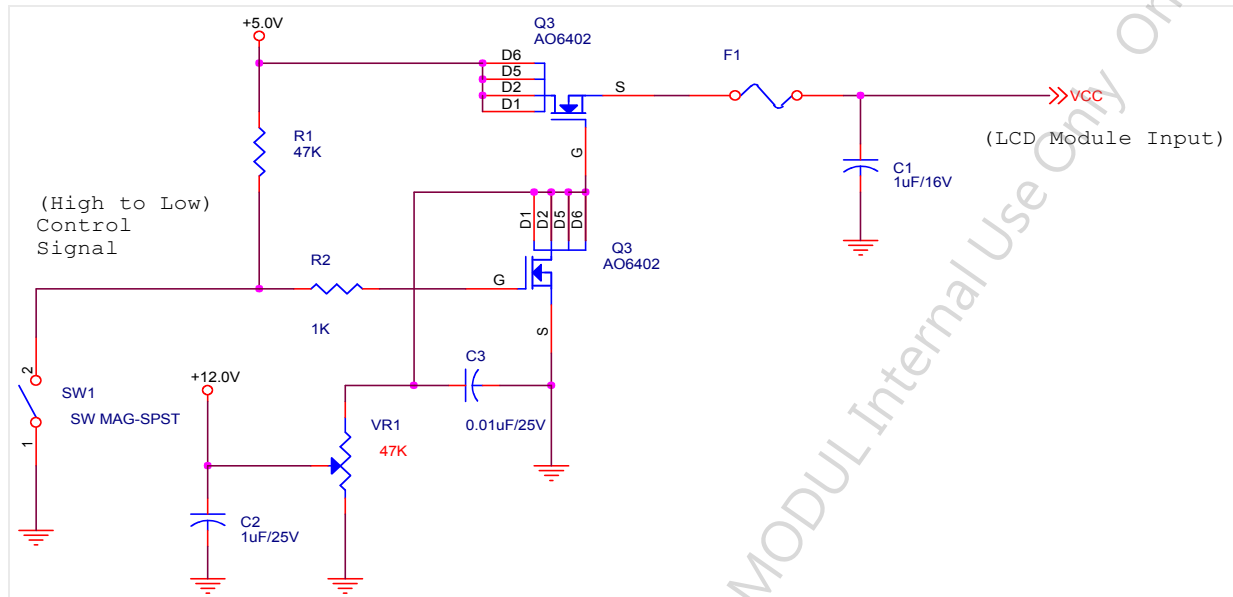 +5.0V
Q3
AO6402
F1
D6
D5
D2
D1
S
VCC
(LCD Module Input)
R1
47K
G
C1
1uF/16V
(High to Low)
Control
Signal
D1
D2
D5
D6
Q3
AO6402
R2
G
1K
S
C3
2
+12.0V
SW1
SW MAG-SPST
VR1
0.01uF/25V
1
47K
C2
1uF/25V
MODUL Internal Use Only